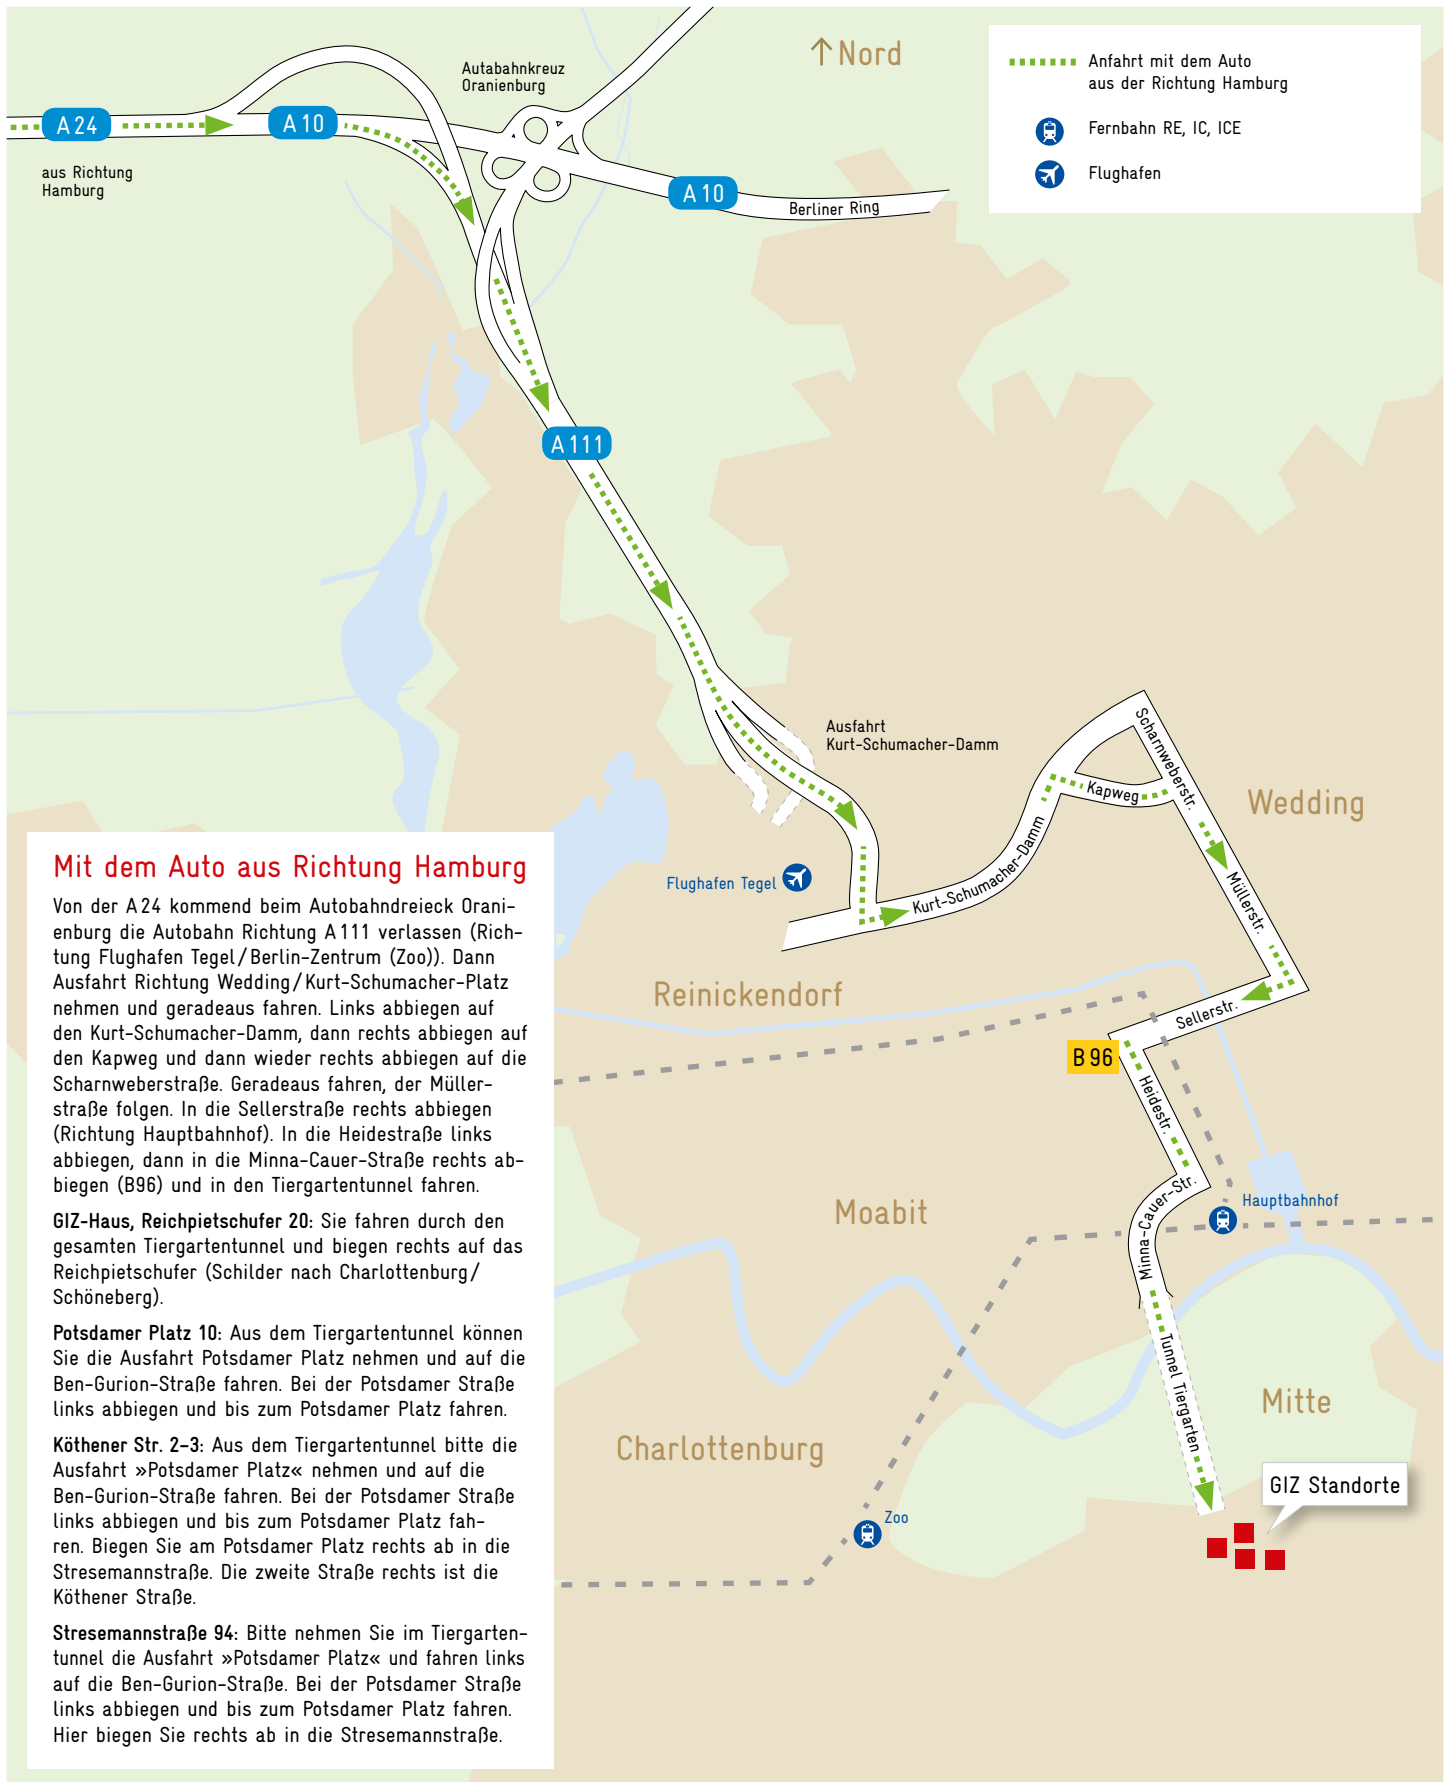 Nord
Anfahrt mit dem Auto
aus der Richtung Hamburg
Fernbahn RE, IC, ICE
Flughafen
Autabahnkreuz
Oranienburg
A 24
A 10
aus Richtung
Hamburg
A 10
Berliner Ring
A 111
Ausfahrt
Kurt-Schumacher-Damm
Scharnweberstr.
Kapweg
Wedding
Kurt-Schumacher-Damm
Müllerstr.
Flughafen Tegel
Reinickendorf
Sellerstr.
B 96
Heidestr.
Minna-Cauer-Str.
Hauptbahnhof
Moabit
Tunnel Tiergarten
Mitte
Charlottenburg
GIZ Standorte
Zoo
Mit dem Auto aus Richtung Hamburg
Von der A 24 kommend beim Autobahndreieck Orani-
enburg die Autobahn Richtung A 111 verlassen (Rich-
tung Flughafen Tegel/Berlin-Zentrum (Zoo)). Dann
Ausfahrt Richtung Wedding/Kurt-Schumacher-Platz
nehmen und geradeaus fahren. Links abbiegen auf
den Kurt-Schumacher-Damm, dann rechts abbiegen auf
den Kapweg und dann wieder rechts abbiegen auf die
Scharnweberstraße. Geradeaus fahren, der Müller-
straße folgen. In die Sellerstraße rechts abbiegen
(Richtung Hauptbahnhof). In die Heidestraße links
abbiegen, dann in die Minna-Cauer-Straße rechts ab-
biegen (B96) und in den Tiergartentunnel fahren.
GIZ-Haus, Reichpietschufer 20: Sie fahren durch den
gesamten Tiergartentunnel und biegen rechts auf das
Reichpietschufer (Schilder nach Charlottenburg/
Schöneberg).
Potsdamer Platz 10: Aus dem Tiergartentunnel können
Sie die Ausfahrt Potsdamer Platz nehmen und auf die
Ben-Gurion-Straße fahren. Bei der Potsdamer Straße
links abbiegen und bis zum Potsdamer Platz fahren.
Köthener Str. 2–3: Aus dem Tiergartentunnel bitte die
Ausfahrt »Potsdamer Platz« nehmen und auf die
Ben-Gurion-Straße fahren. Bei der Potsdamer Straße
links abbiegen und bis zum Potsdamer Platz fah-
ren. Biegen Sie am Potsdamer Platz rechts ab in die
Stresemannstraße. Die zweite Straße rechts ist die
Köthener Straße.
Stresemannstraße 94: Bitte nehmen Sie im Tiergarten-
tunnel die Ausfahrt »Potsdamer Platz« und fahren links
auf die Ben-Gurion-Straße. Bei der Potsdamer Straße
links abbiegen und bis zum Potsdamer Platz fahren.
Hier biegen Sie rechts ab in die Stresemannstraße.